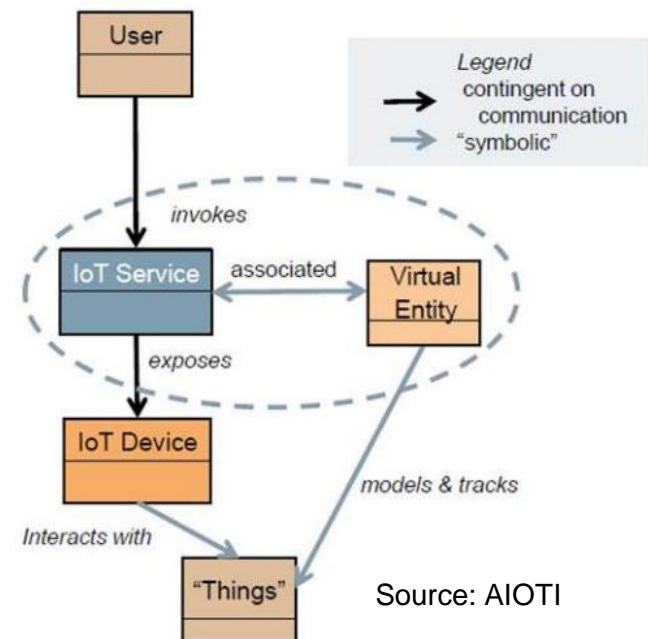 User
Legend
contingent on
communication
"symbolic"
invokes
IoT Service
associated
Virtual
Entity
exposes
IoT Device
models & tracks
Interacts with
"Things"
Source: AIOTI